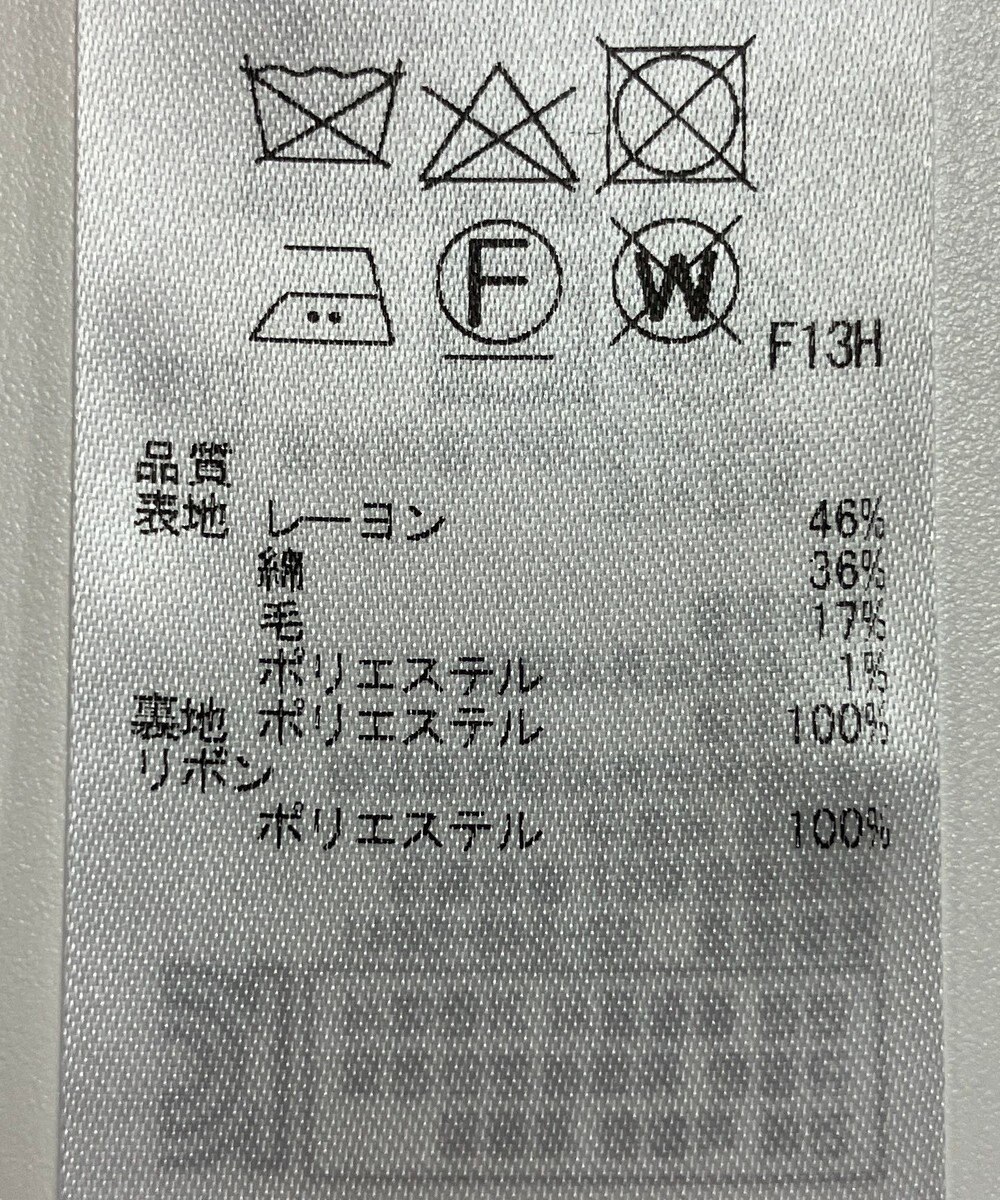 F W F13H
品質
表地 レーヨン 46%
綿 36%
毛 17%
ポリエステル 1%
裏地 ポリエステル 100%
リボン
ポリエステル 100%